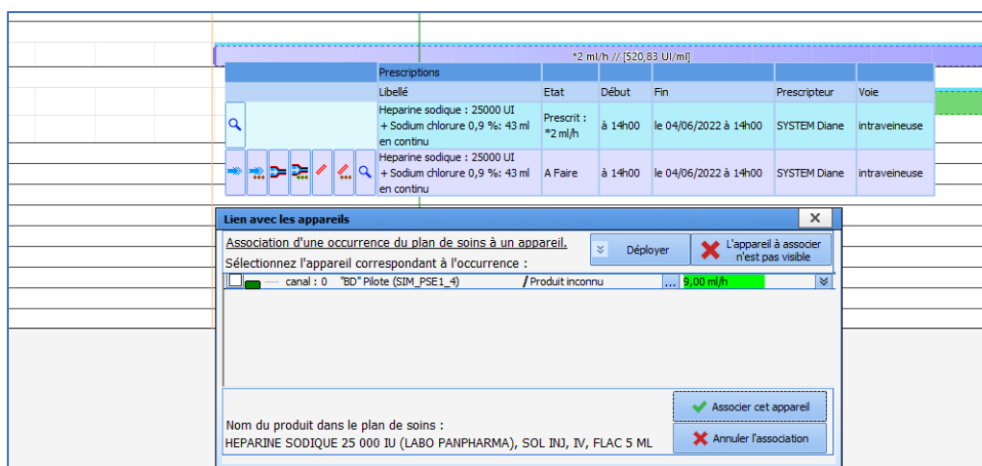 *2 ml/h // [520,83 UI/ml]
Prescriptions
Libellé Etat Début Fin Prescripteur Voie
Heparine sodique : 25000 UI
+ Sodium chlorure 0,9 %: 43 ml
en continu
Prescrit :
*2 ml/h
à 14h00 le 04/06/2022 à 14h00 SYSTEM Diane intraveineuse
Heparine sodique : 25000 UI
+ Sodium chlorure 0,9 %: 43 ml
en continu
A Faire à 14h00 le 04/06/2022 à 14h00 SYSTEM Diane intraveineuse
Lien avec les appareils
Association d'une occurrence du plan de soins à un appareil.
Sélectionnez l'appareil correspondant à l'occurrence :
Déployer
L'appareil à associer
n'est pas visible
canal : 0 "BD" Pilote (SIM_PSE1_4) / Produit inconnu ... 9,00 ml/h
Associer cet appareil
Nom du produit dans le plan de soins :
HEPARINE SODIQUE 25 000 IU (LABO PANPHARMA), SOL INJ, IV, FLAC 5 ML
Annuler l'association